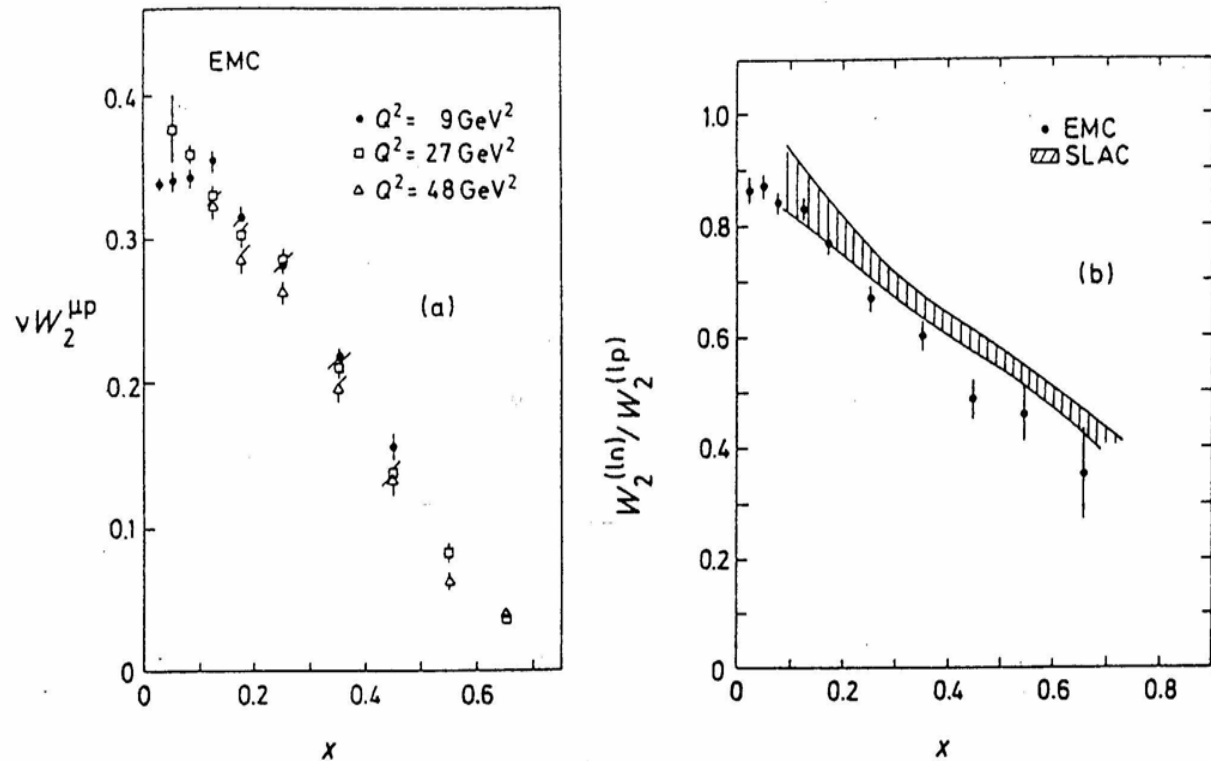 EMC
• Q² = 9 GeV²
□ Q² = 27 GeV²
△ Q² = 48 GeV²
(a)
νW₂^μp
0.4
0.3
0.2
0.1
0
0 0.2 0.4 0.6
x
• EMC
SLAC
(b)
W₂^(ln)/W₂^(lp)
1.0
0.8
0.6
0.4
0.2
0
0 0.2 0.4 0.6 0.8
x